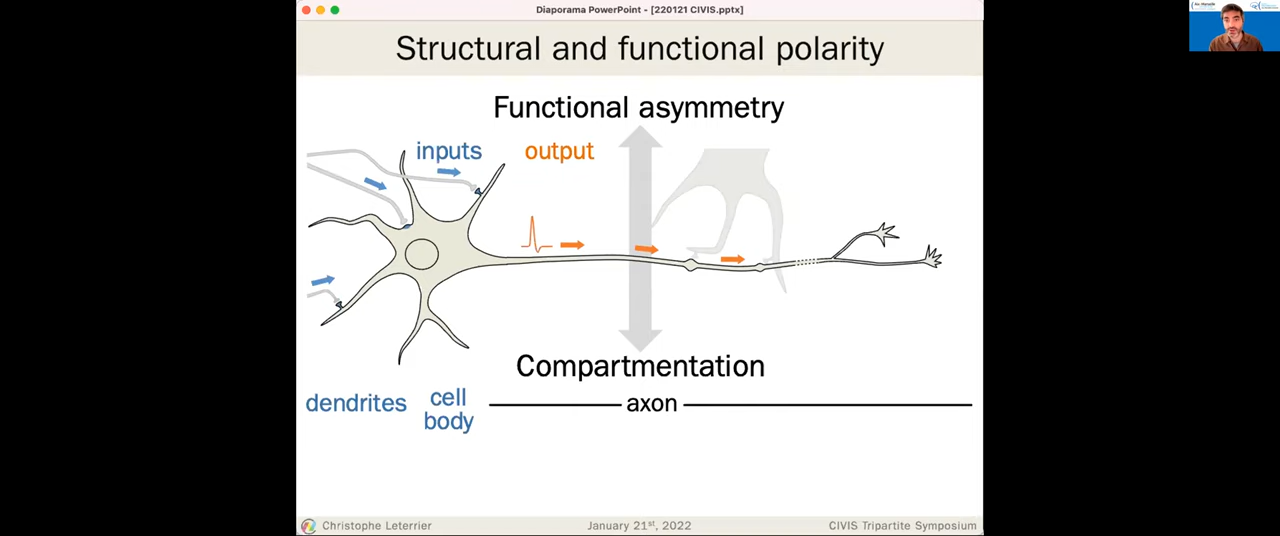 Diaporama PowerPoint - [220121 CIVIS.pptx]
Structural and functional polarity
Functional asymmetry
inputs output
Compartmentation
dendrites cell body axon
Christophe Leterrier January 21st, 2022 CIVIS Tripartite Symposium